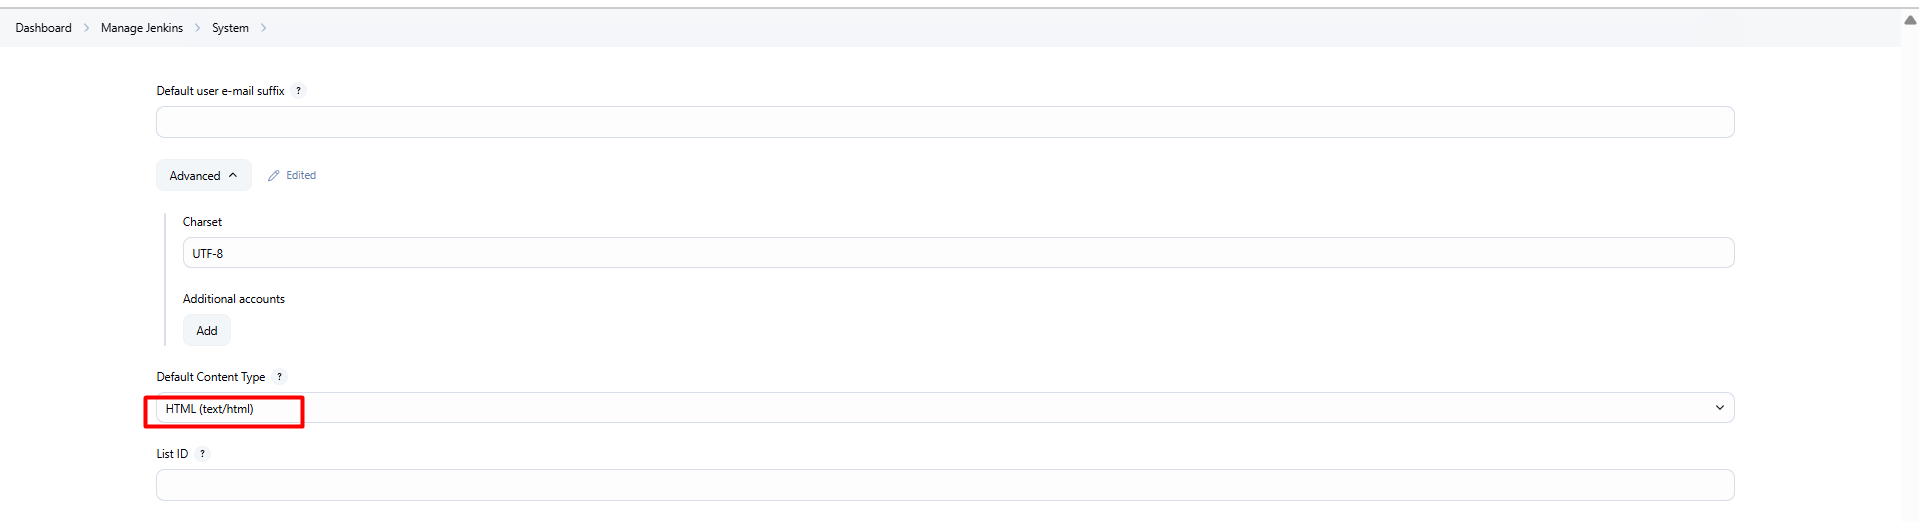 Dashboard > Manage Jenkins > System >
Default user e-mail suffix ?
Advanced Edited
Charset
UTF-8
Additional accounts
Add
Default Content Type ?
HTML (text/html)
List ID ?